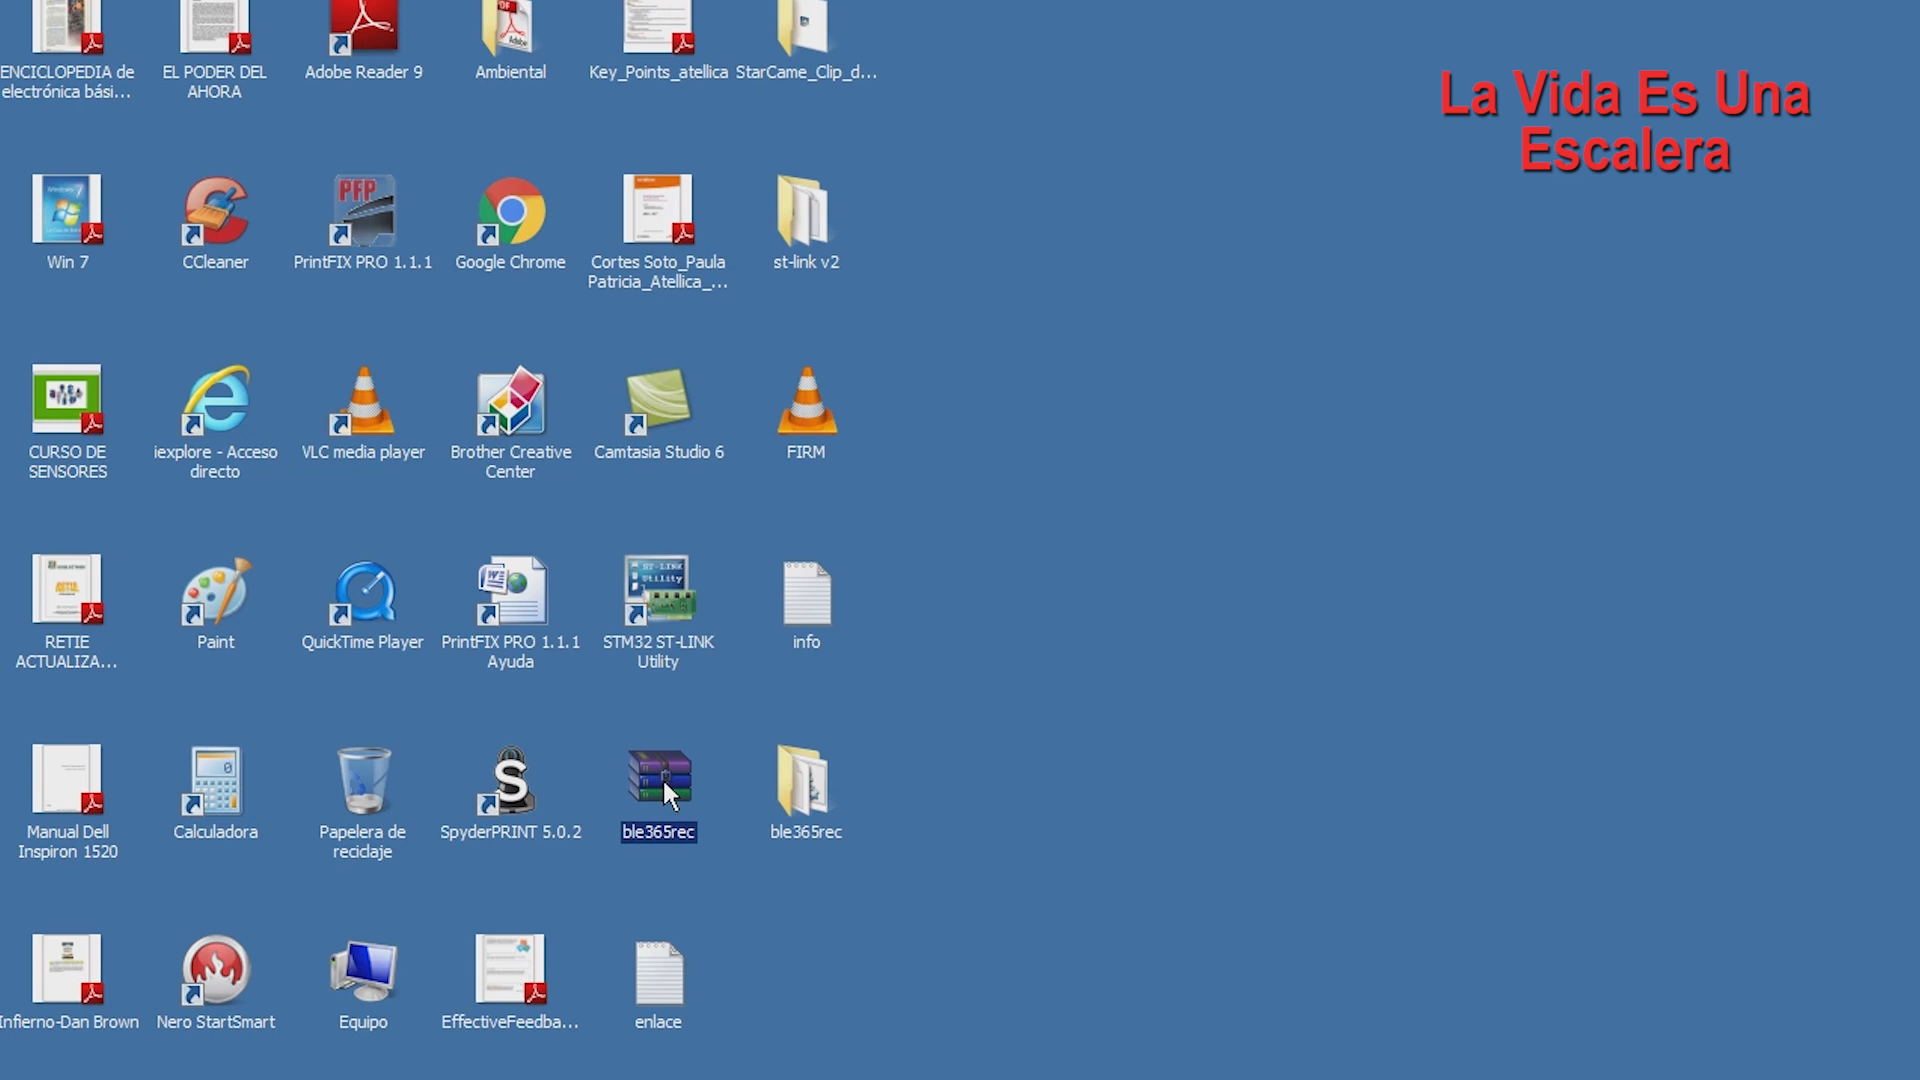 La Vida Es Una
Escalera
ENCICLOPEDIA de
electrónica bási...
EL PODER DEL
AHORA
Adobe Reader 9
Ambiental
Key_Points_atellica
StarCame_Clip_d...
Win 7
CCleaner
PFP
PrintFIX PRO 1.1.1
Google Chrome
Cortes Soto_Paula
Patricia_Atellica_...
st-link v2
CURSO DE
SENSORES
iexplore - Acceso
directo
VLC media player
Brother Creative
Center
Camtasia Studio 6
FIRM
RETIE
ACTUALIZA...
Paint
QuickTime Player
PrintFIX PRO 1.1.1
Ayuda
ST-LINK
Utility
STM32 ST-LINK
Utility
info
Manual Dell
Inspiron 1520
Calculadora
Papelera de
reciclaje
SpyderPRINT 5.0.2
ble365rec
ble365rec
Infierno-Dan Brown
Nero StartSmart
Equipo
EffectiveFeedba...
enlace